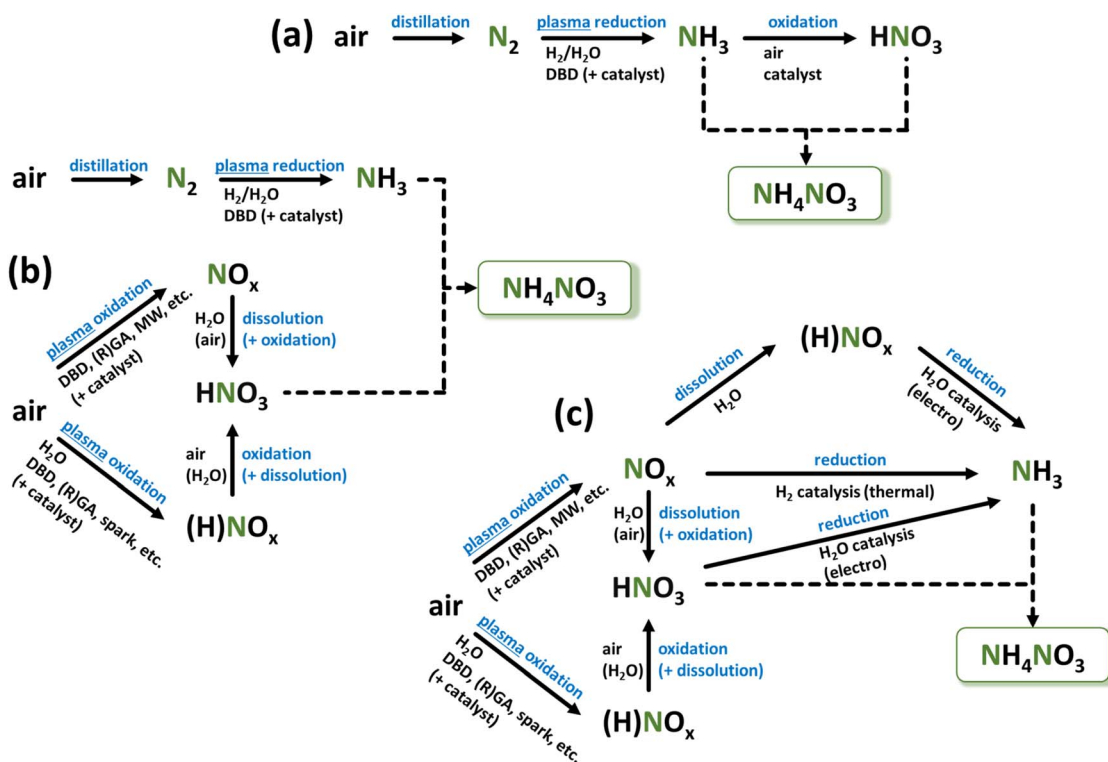 (a)
air
distillation
N₂
plasma reduction
H₂/H₂O
DBD (+ catalyst)
NH₃
oxidation
air
catalyst
HNO₃
NH₄NO₃
air
distillation
N₂
plasma reduction
H₂/H₂O
DBD (+ catalyst)
NH₃
(b)
air
plasma oxidation
DBD, (R)GA, MW, etc.
(+ catalyst)
NOₓ
H₂O
(air)
dissolution
(+ oxidation)
HNO₃
NH₄NO₃
plasma oxidation
H₂O
DBD, (R)GA, spark, etc.
(+ catalyst)
(H)NOₓ
air
(H₂O)
oxidation
(+ dissolution)
(c)
air
plasma oxidation
DBD, (R)GA, MW, etc.
(+ catalyst)
NOₓ
dissolution
H₂O
(H)NOₓ
reduction
H₂O catalysis
(electro)
reduction
H₂ catalysis (thermal)
NH₃
H₂O
(air)
dissolution
(+ oxidation)
reduction
H₂O catalysis
(electro)
HNO₃
NH₄NO₃
plasma oxidation
H₂O
DBD, (R)GA, spark, etc.
(+ catalyst)
(H)NOₓ
air
(H₂O)
oxidation
(+ dissolution)